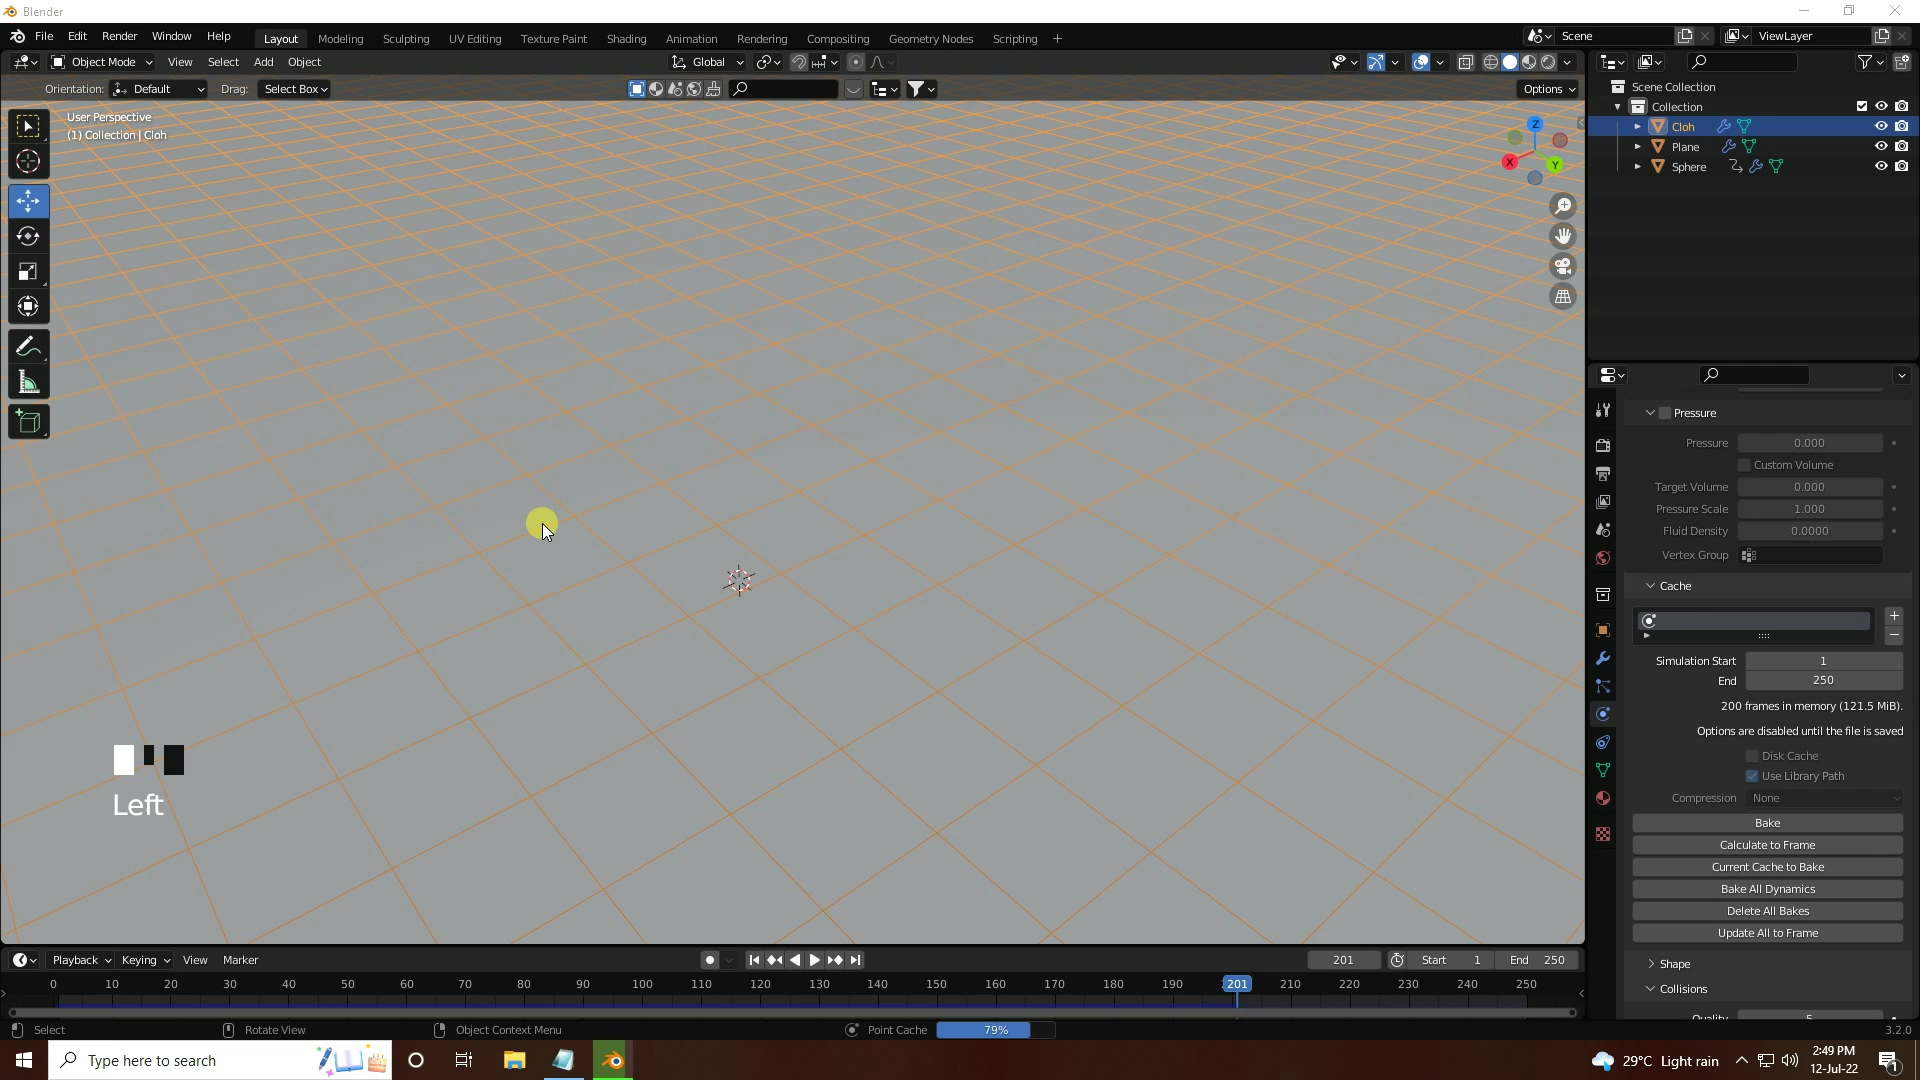 Blender
File Edit Render Window Help Layout Modeling Sculpting UV Editing Texture Paint Shading Animation Rendering Compositing Geometry Nodes Scripting + Scene ViewLayer
Object Mode View Select Add Object Global
Orientation: Default Drag: Select Box Options
User Perspective
(1) Collection | Cloh
Z
X
Y
Left
Scene Collection
Collection
Cloh
Plane
Sphere
Pressure
Pressure 0.000
Custom Volume
Target Volume 0.000
Pressure Scale 1.000
Fluid Density 0.0000
Vertex Group
Cache
Simulation Start 1
End 250
200 frames in memory (121.5 MiB).
Options are disabled until the file is saved
Disk Cache
Use Library Path
Compression None
Bake
Calculate to Frame
Current Cache to Bake
Bake All Dynamics
Delete All Bakes
Update All to Frame
Shape
Collisions
Quality 5
Playback Keying View Marker 201 Start 1 End 250
0 10 20 30 40 50 60 70 80 90 100 110 120 130 140 150 160 170 180 190 201 210 220 230 240 250
Select Rotate View Object Context Menu Point Cache 79% 3.2.0
Type here to search 29°C Light rain 2:49 PM
12-Jul-22 1